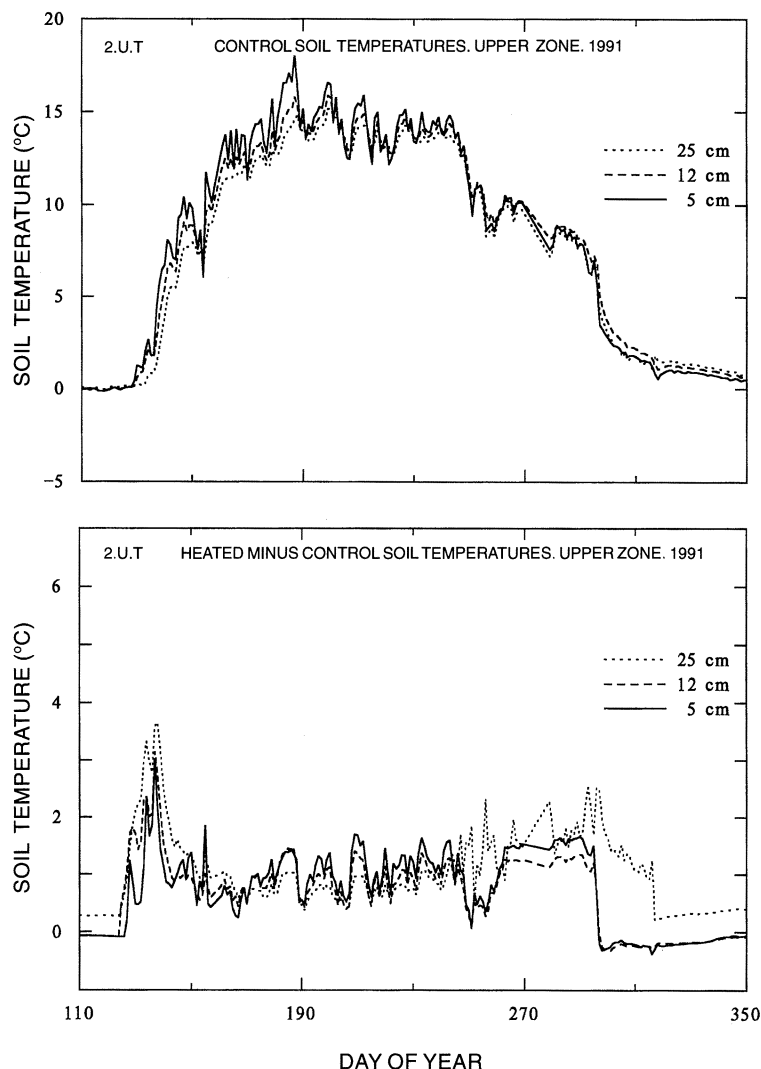 20
2.U.T CONTROL SOIL TEMPERATURES. UPPER ZONE. 1991
15
25 cm
12 cm
5 cm
10
5
0
−5
SOIL TEMPERATURE (°C)
2.U.T HEATED MINUS CONTROL SOIL TEMPERATURES. UPPER ZONE. 1991
6
25 cm
12 cm
5 cm
4
2
0
SOIL TEMPERATURE (°C)
110 190 270 350
DAY OF YEAR